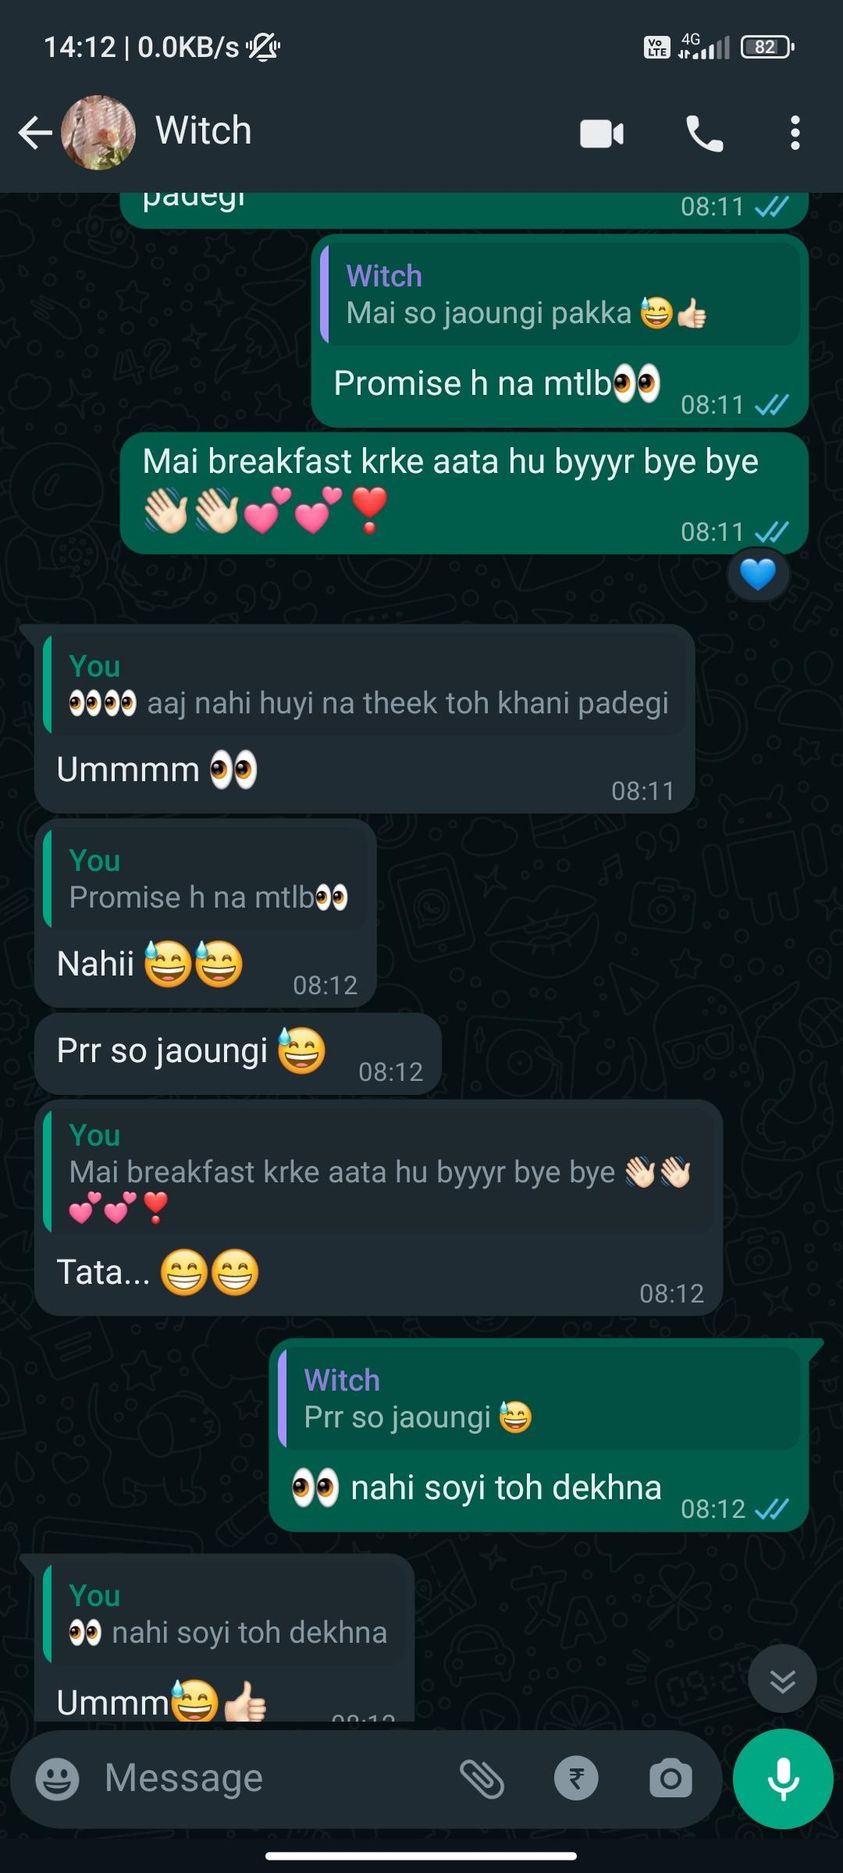 14:12 | 0.0KB/s
Vo LTE 4G 82
Witch
padegi
08:11
Witch
Mai so jaoungi pakka 😅👍🏻
Promise h na mtlb👀
08:11
Mai breakfast krke aata hu byyyr bye bye
👋🏻👋🏻💕💕❣️
08:11
💙
You
👀👀 aaj nahi huyi na theek toh khani padegi
Ummmm 👀
08:11
You
Promise h na mtlb👀
Nahii 😅😅
08:12
Prr so jaoungi 😅
08:12
You
Mai breakfast krke aata hu byyyr bye bye 👋🏻👋🏻
💕💕❣️
Tata... 😁😁
08:12
Witch
Prr so jaoungi 😅
👀 nahi soyi toh dekhna
08:12
You
👀 nahi soyi toh dekhna
Ummm😅👍🏻
08:12
Message
₹